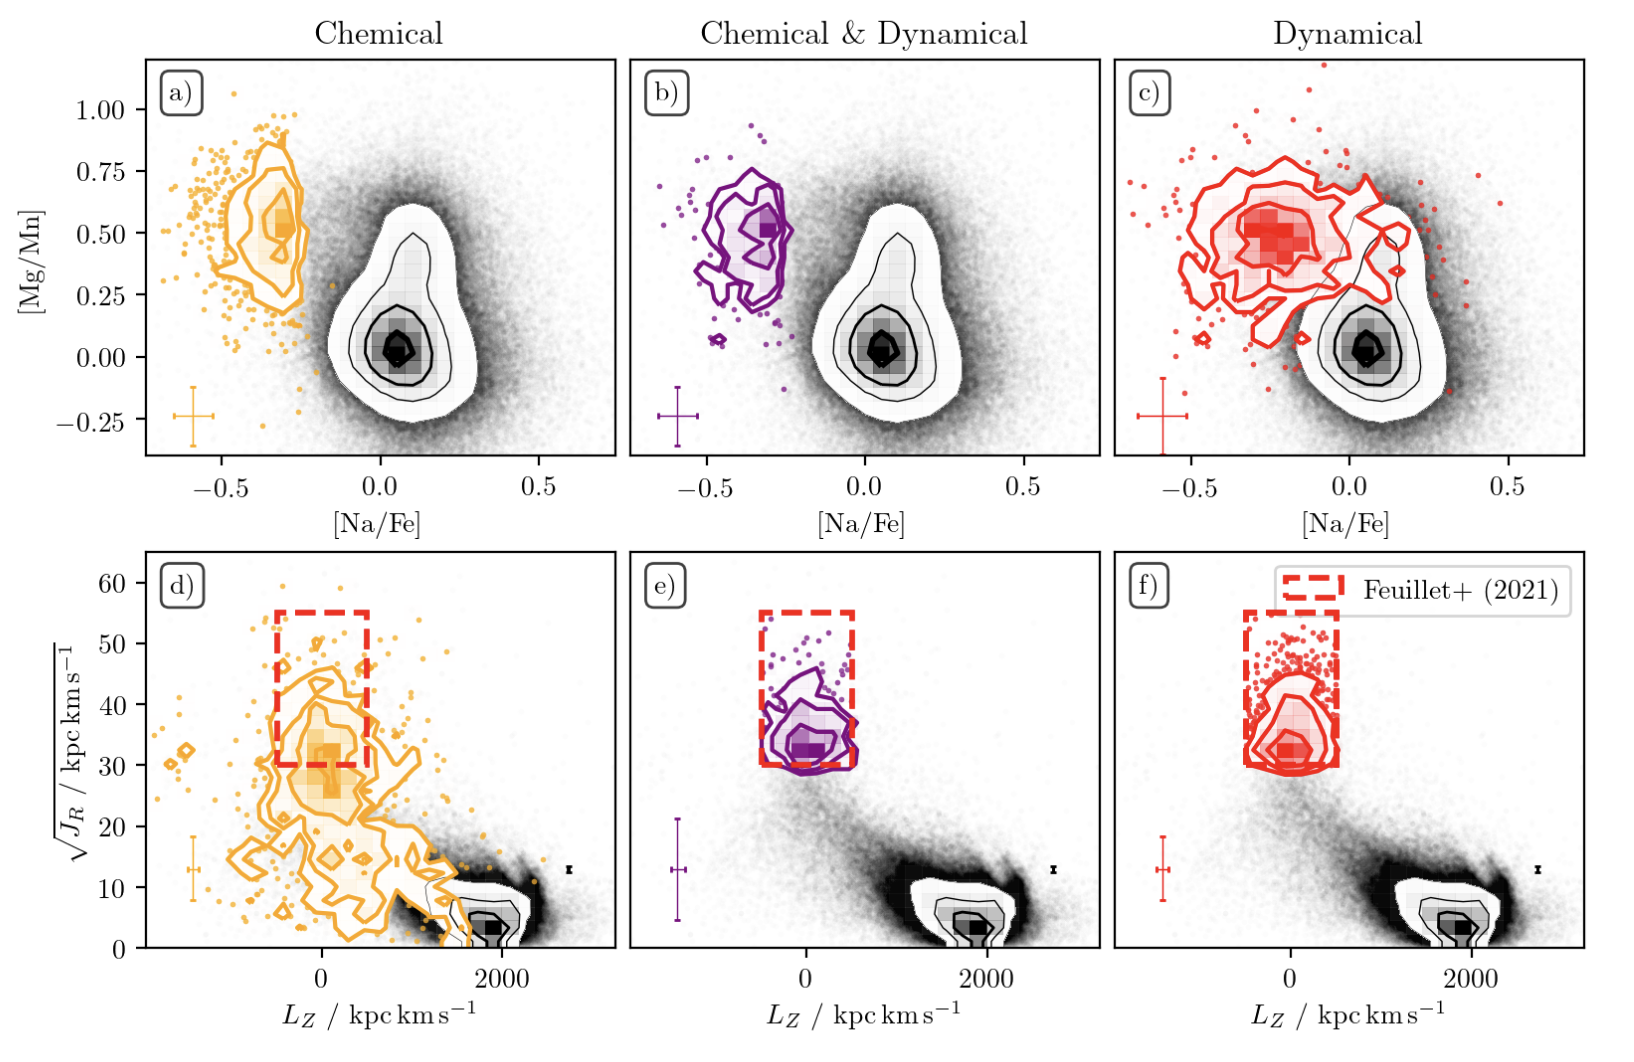 Chemical
Chemical & Dynamical
Dynamical
a)
b)
c)
1.00
0.75
0.50
0.25
0.00
−0.25
[Mg/Mn]
−0.5 0.0 0.5
−0.5 0.0 0.5
−0.5 0.0 0.5
[Na/Fe]
[Na/Fe]
[Na/Fe]
d)
e)
f)
Feuillet+ (2021)
60
50
40
30
20
10
0
√J_R / kpc km s⁻¹
0 2000
0 2000
0 2000
L_Z / kpc km s⁻¹
L_Z / kpc km s⁻¹
L_Z / kpc km s⁻¹